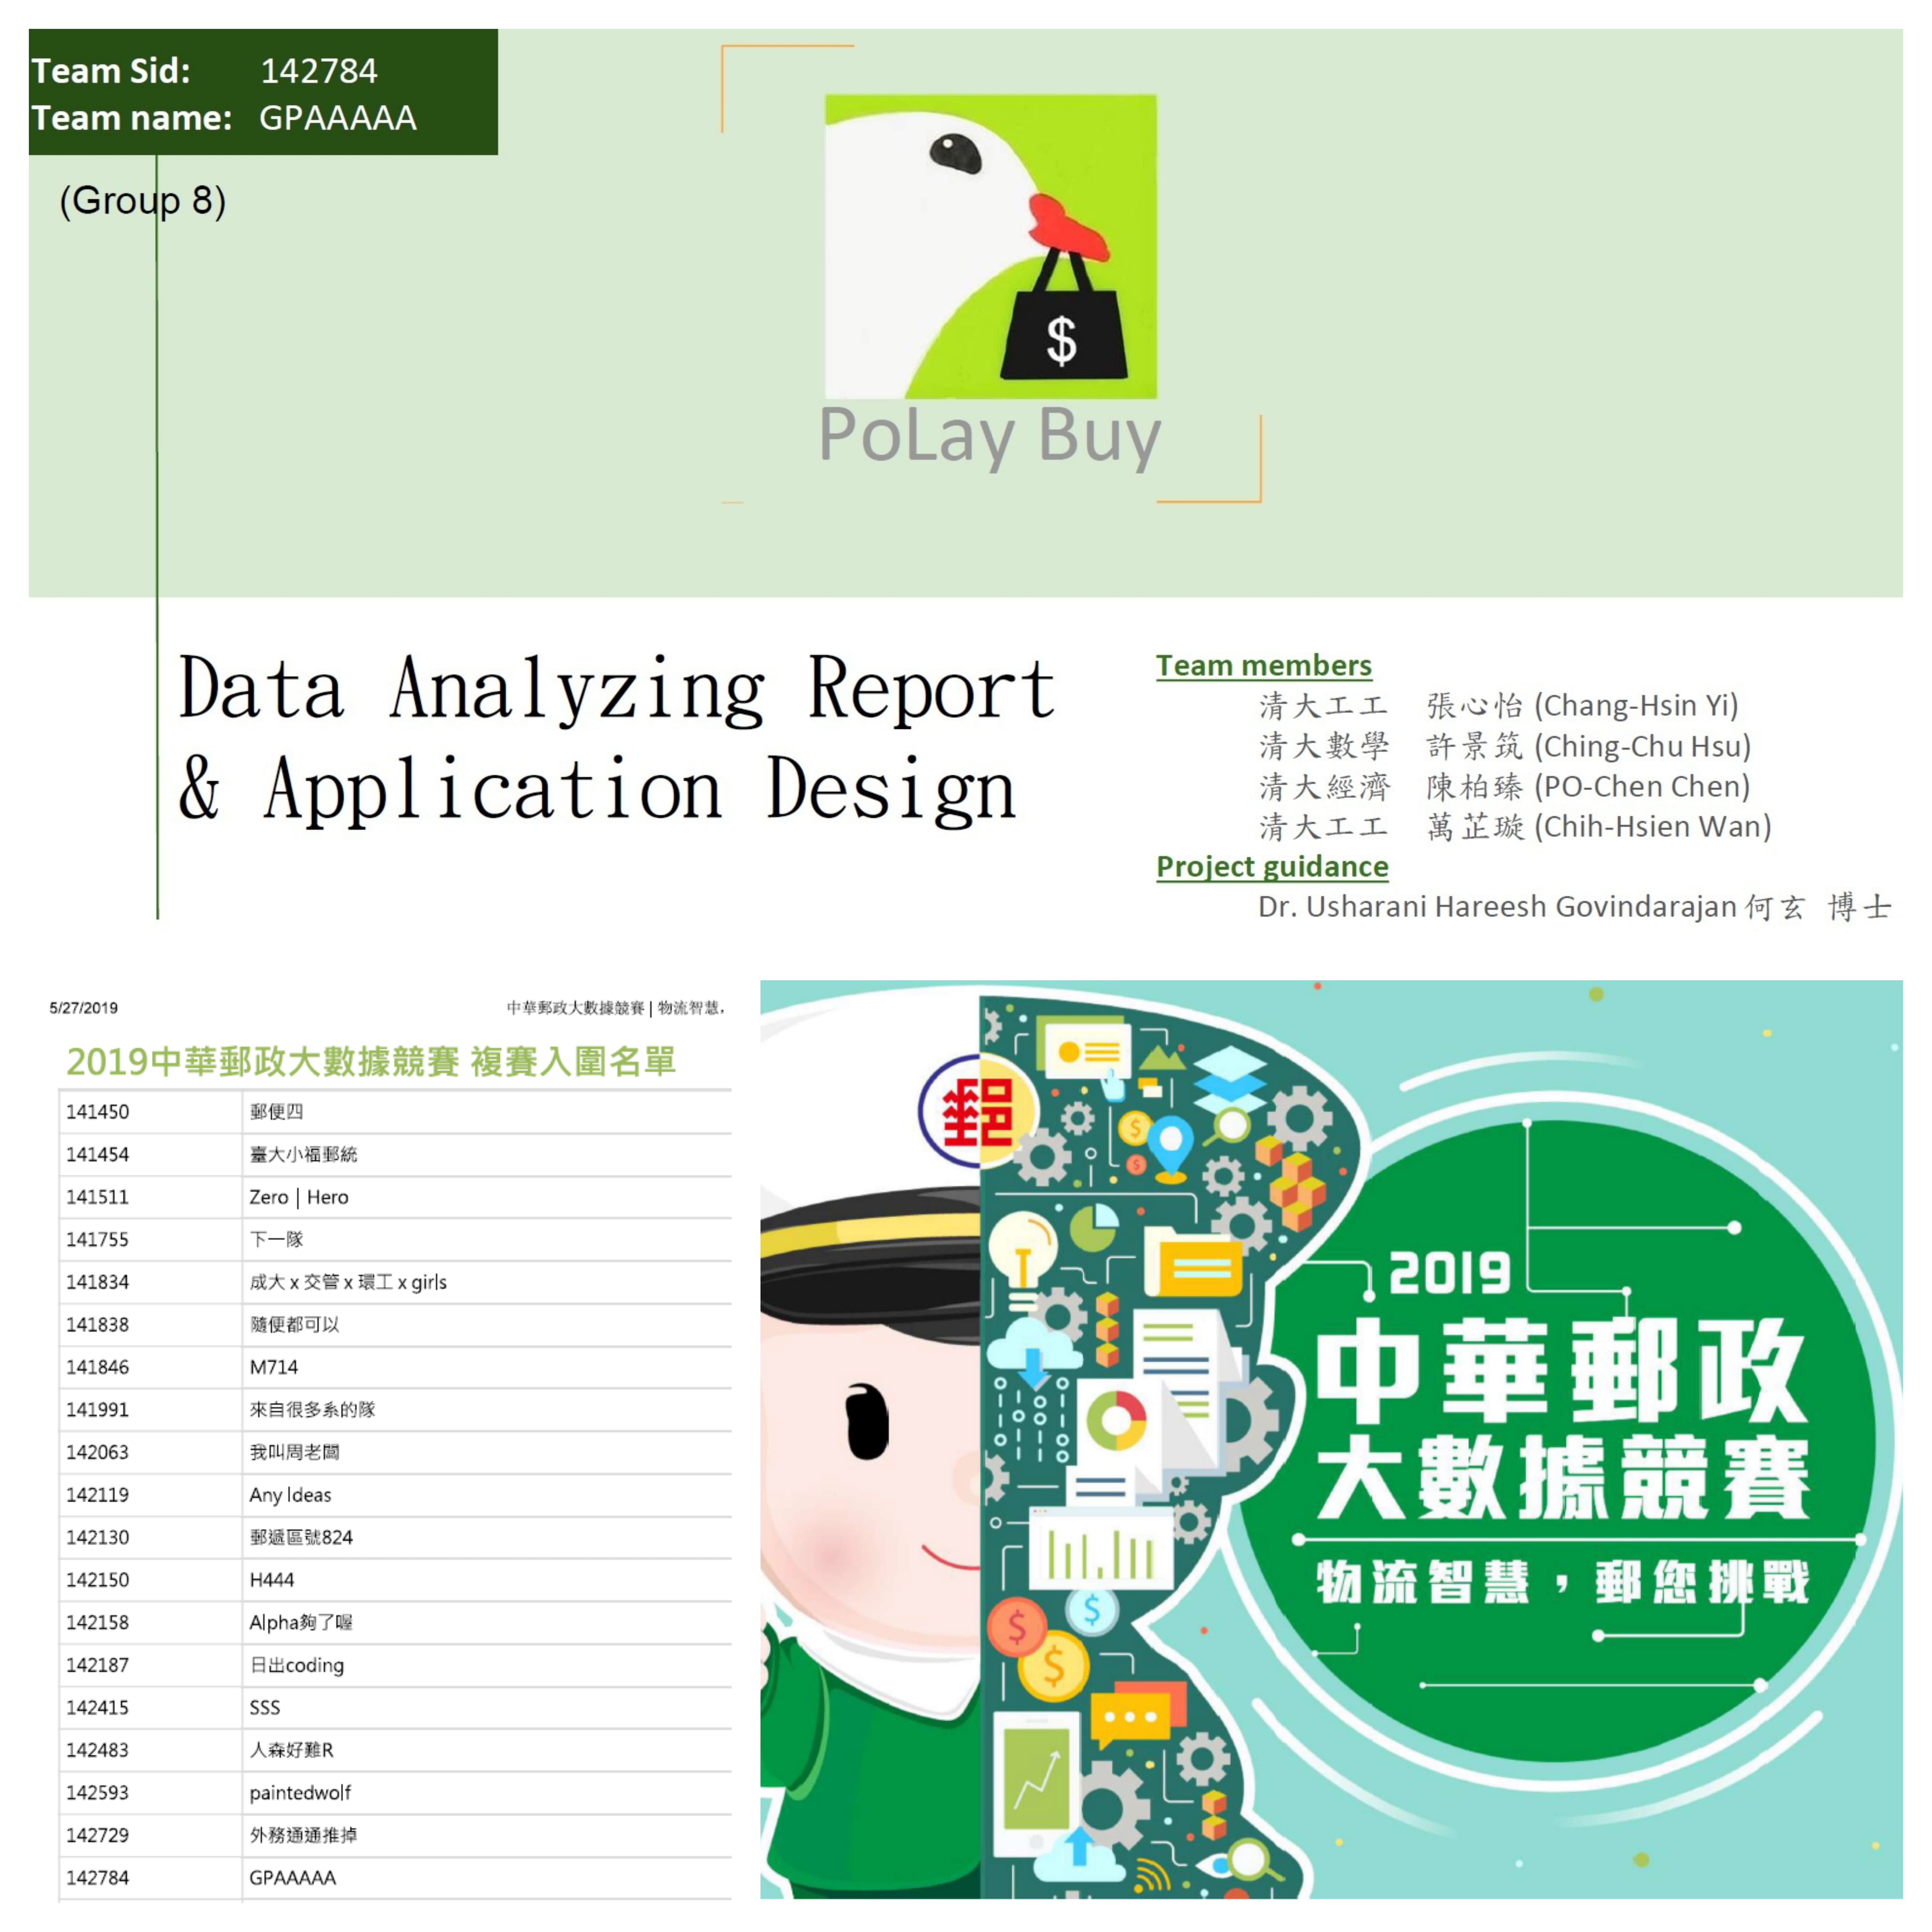 Team Sid: 142784
Team name: GPAAAAA
(Group 8)
$
PoLay Buy
Data Analyzing Report
& Application Design
Team members
清大工工 張心怡 (Chang-Hsin Yi)
清大數學 許景筑 (Ching-Chu Hsu)
清大經濟 陳柏臻 (PO-Chen Chen)
清大工工 萬芷璇 (Chih-Hsien Wan)
Project guidance
Dr. Usharani Hareesh Govindarajan 何玄 博士
5/27/2019 中華郵政大數據競賽 | 物流智慧，
2019中華郵政大數據競賽 複賽入圍名單
141450 郵便四
141454 臺大小福郵統
141511 Zero | Hero
141755 下一隊
141834 成大 x 交管 x 環工 x girls
141838 隨便都可以
141846 M714
141991 來自很多系的隊
142063 我叫周老闆
142119 Any Ideas
142130 郵遞區號824
142150 H444
142158 Alpha夠了喔
142187 日出coding
142415 SSS
142483 人森好難R
142593 paintedwolf
142729 外務通通推掉
142784 GPAAAAA
郵
2019
中華郵政
大數據競賽
物流智慧，郵您挑戰